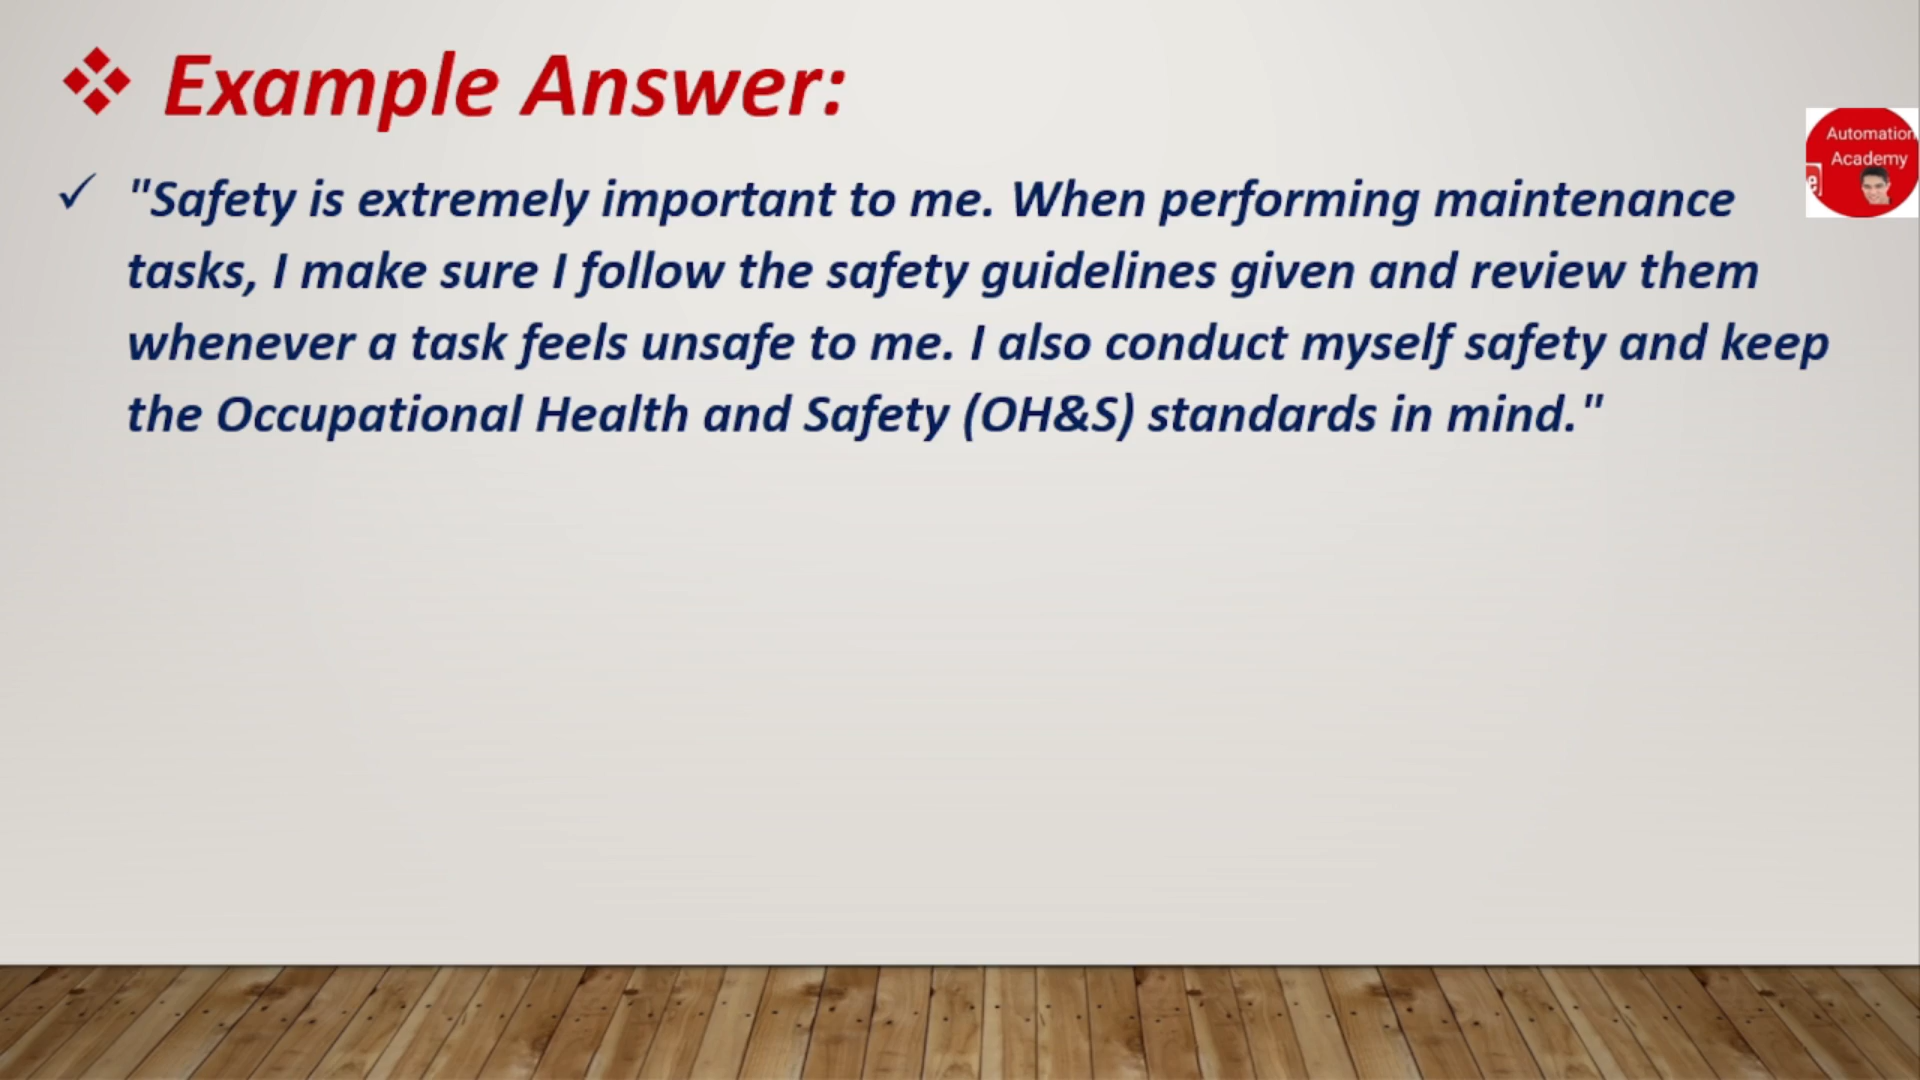 Example Answer:
Automation
Academy
"Safety is extremely important to me. When performing maintenance
tasks, I make sure I follow the safety guidelines given and review them
whenever a task feels unsafe to me. I also conduct myself safety and keep
the Occupational Health and Safety (OH&S) standards in mind."